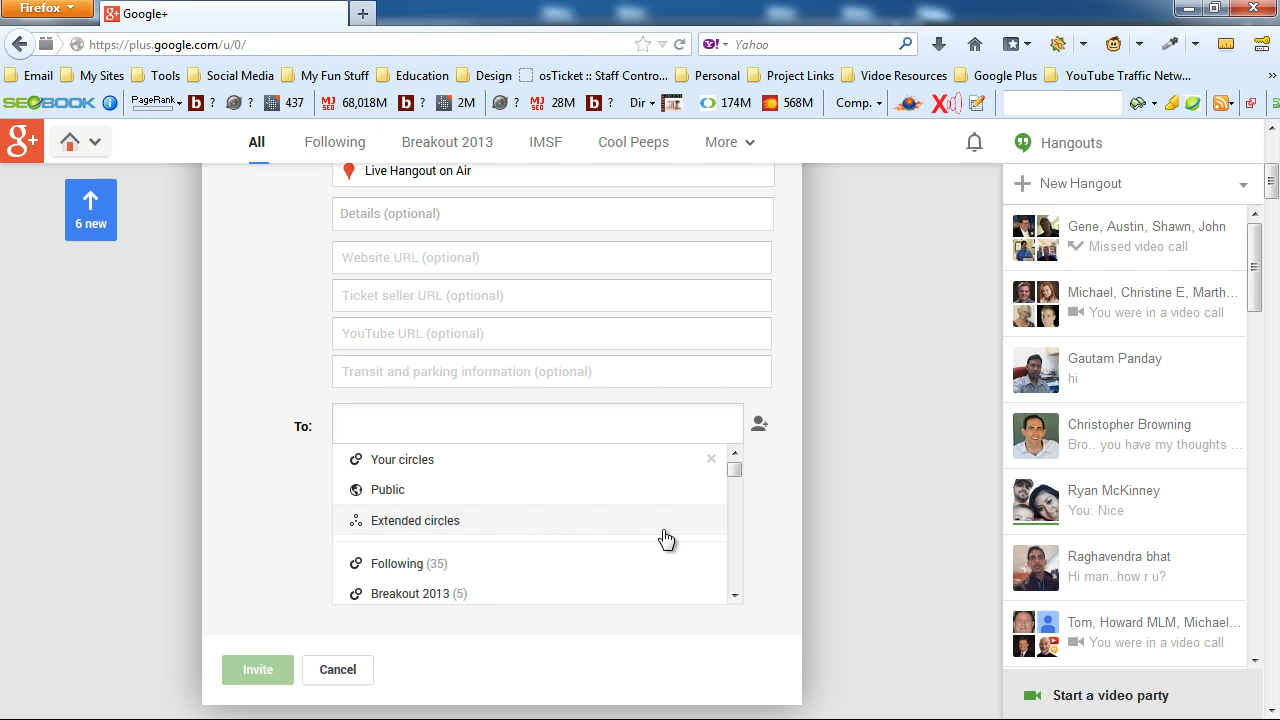 Firefox
Google+
https://plus.google.com/u/0/
Yahoo
Email
My Sites
Tools
Social Media
My Fun Stuff
Education
Design
osTicket :: Staff Contro...
Personal
Project Links
Vidoe Resources
Google Plus
YouTube Traffic Netw...
SEOBOOK
PageRank
b ?
?
437
MJ SEO 68,018M
b ?
2M
?
MJ SEO 28M
b ?
Dir
174M
568M
Comp.
g+
All
Following
Breakout 2013
IMSF
Cool Peeps
More
Hangouts
6 new
Live Hangout on Air
Details (optional)
Website URL (optional)
Ticket seller URL (optional)
YouTube URL (optional)
Transit and parking information (optional)
To:
Your circles
Public
Extended circles
Following (35)
Breakout 2013 (5)
Invite
Cancel
New Hangout
Gene, Austin, Shawn, John
Missed video call
Michael, Christine E, Marth...
You were in a video call
Gautam Panday
hi
Christopher Browning
Bro.. you have my thoughts ...
Ryan McKinney
You: Nice
Raghavendra bhat
Hi man..how r u?
Tom, Howard MLM, Michael...
You were in a video call
Start a video party